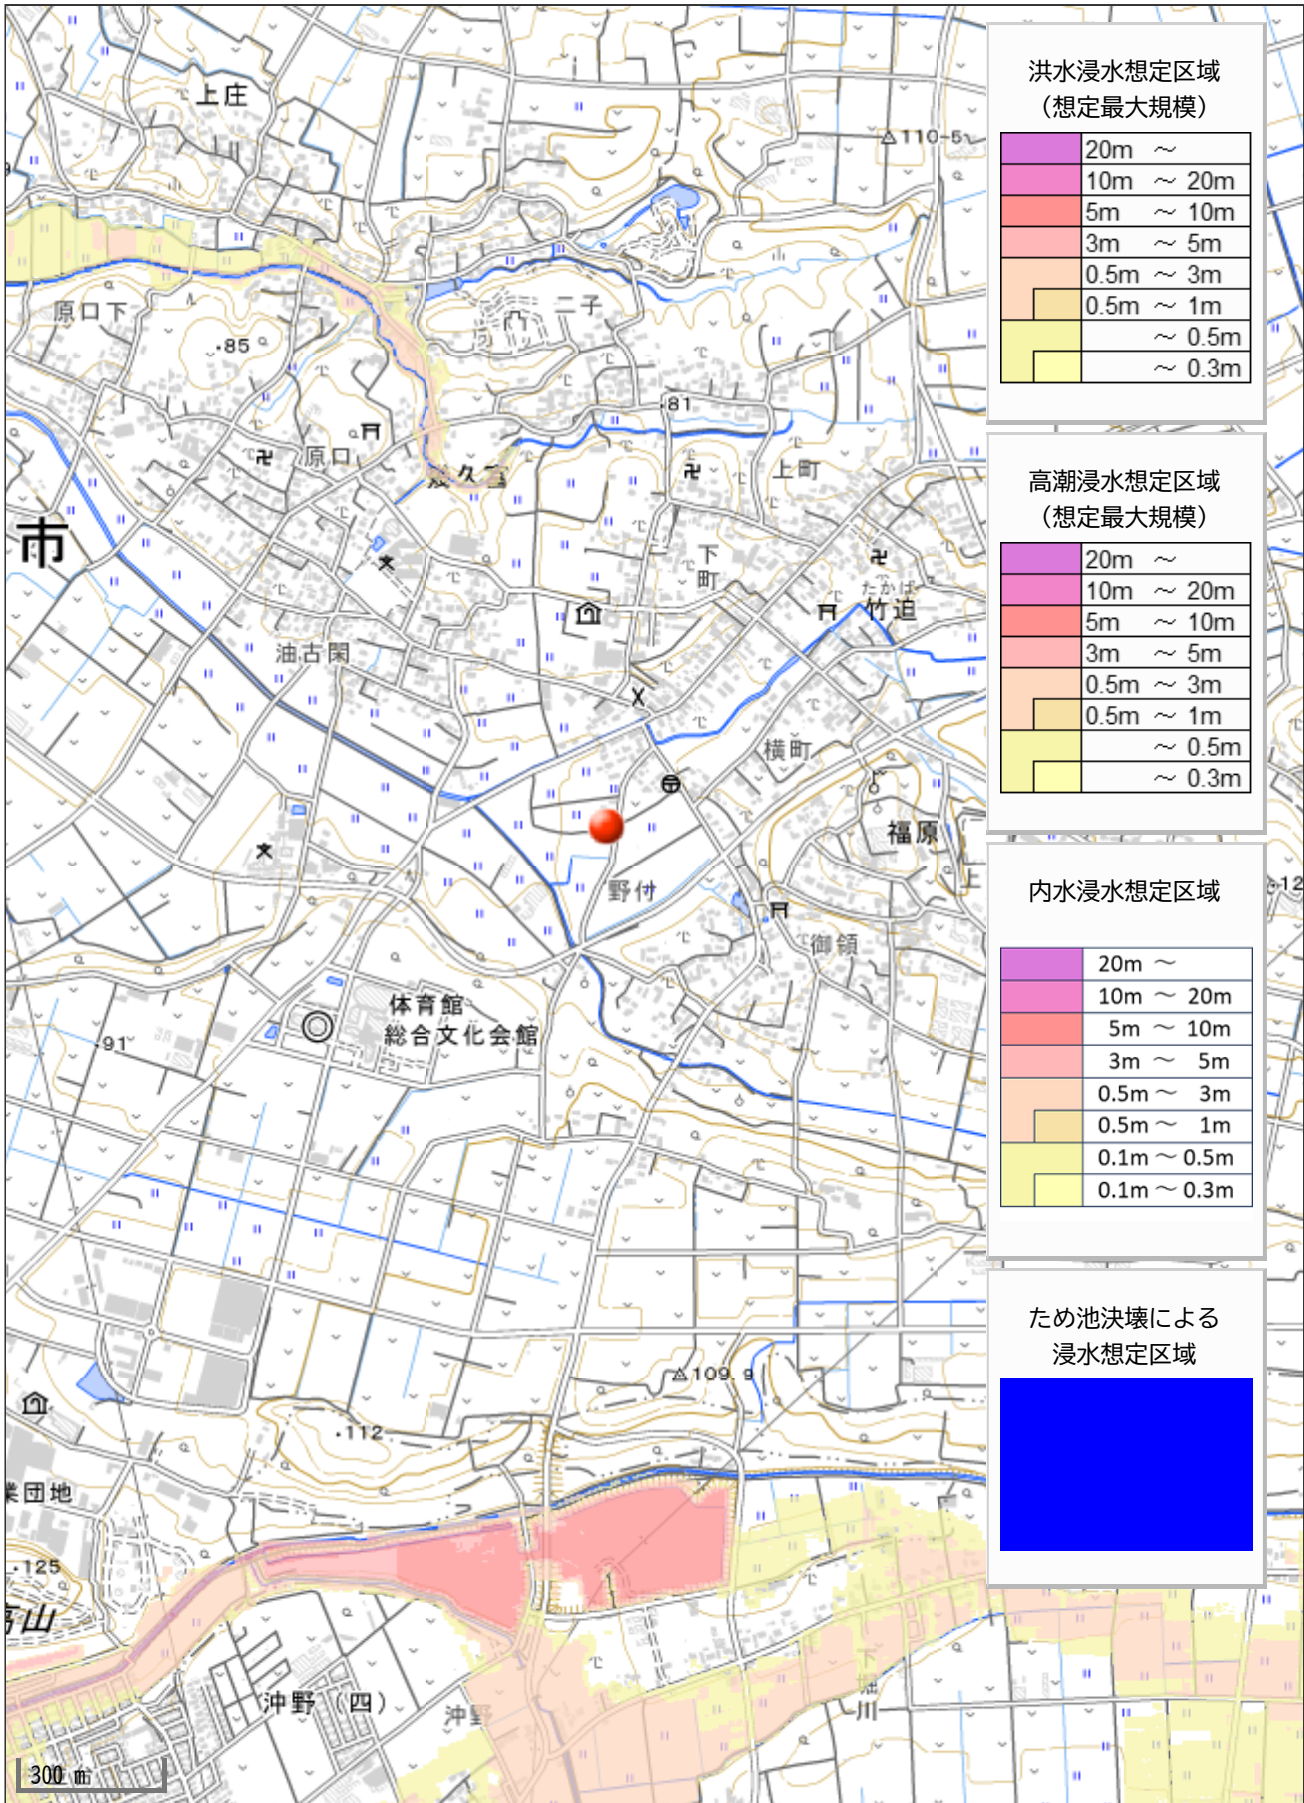 上庄
110-5
原口下
85
二子
81
原口
上町
市
下町
たかば
竹迫
油古閑
横町
福原
上
野付
御領
12
体育館
総合文化会館
91
109.9
112
業団地
125
高山
沖野(四)
沖野
下堀川
300 m
洪水浸水想定区域
(想定最大規模)
20m ~
10m ~ 20m
5m ~ 10m
3m ~ 5m
0.5m ~ 3m
0.5m ~ 1m
~ 0.5m
~ 0.3m
高潮浸水想定区域
(想定最大規模)
20m ~
10m ~ 20m
5m ~ 10m
3m ~ 5m
0.5m ~ 3m
0.5m ~ 1m
~ 0.5m
~ 0.3m
内水浸水想定区域
20m ~
10m ~ 20m
5m ~ 10m
3m ~ 5m
0.5m ~ 3m
0.5m ~ 1m
0.1m ~ 0.5m
0.1m ~ 0.3m
ため池決壊による
浸水想定区域